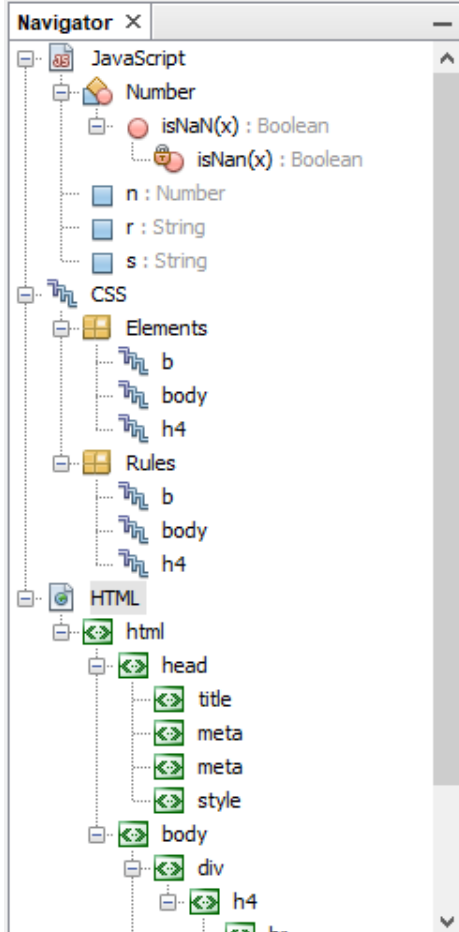 Navigator
JavaScript
Number
isNaN(x) : Boolean
isNan(x) : Boolean
n : Number
r : String
s : String
CSS
Elements
b
body
h4
Rules
b
body
h4
HTML
html
head
title
meta
meta
style
body
div
h4